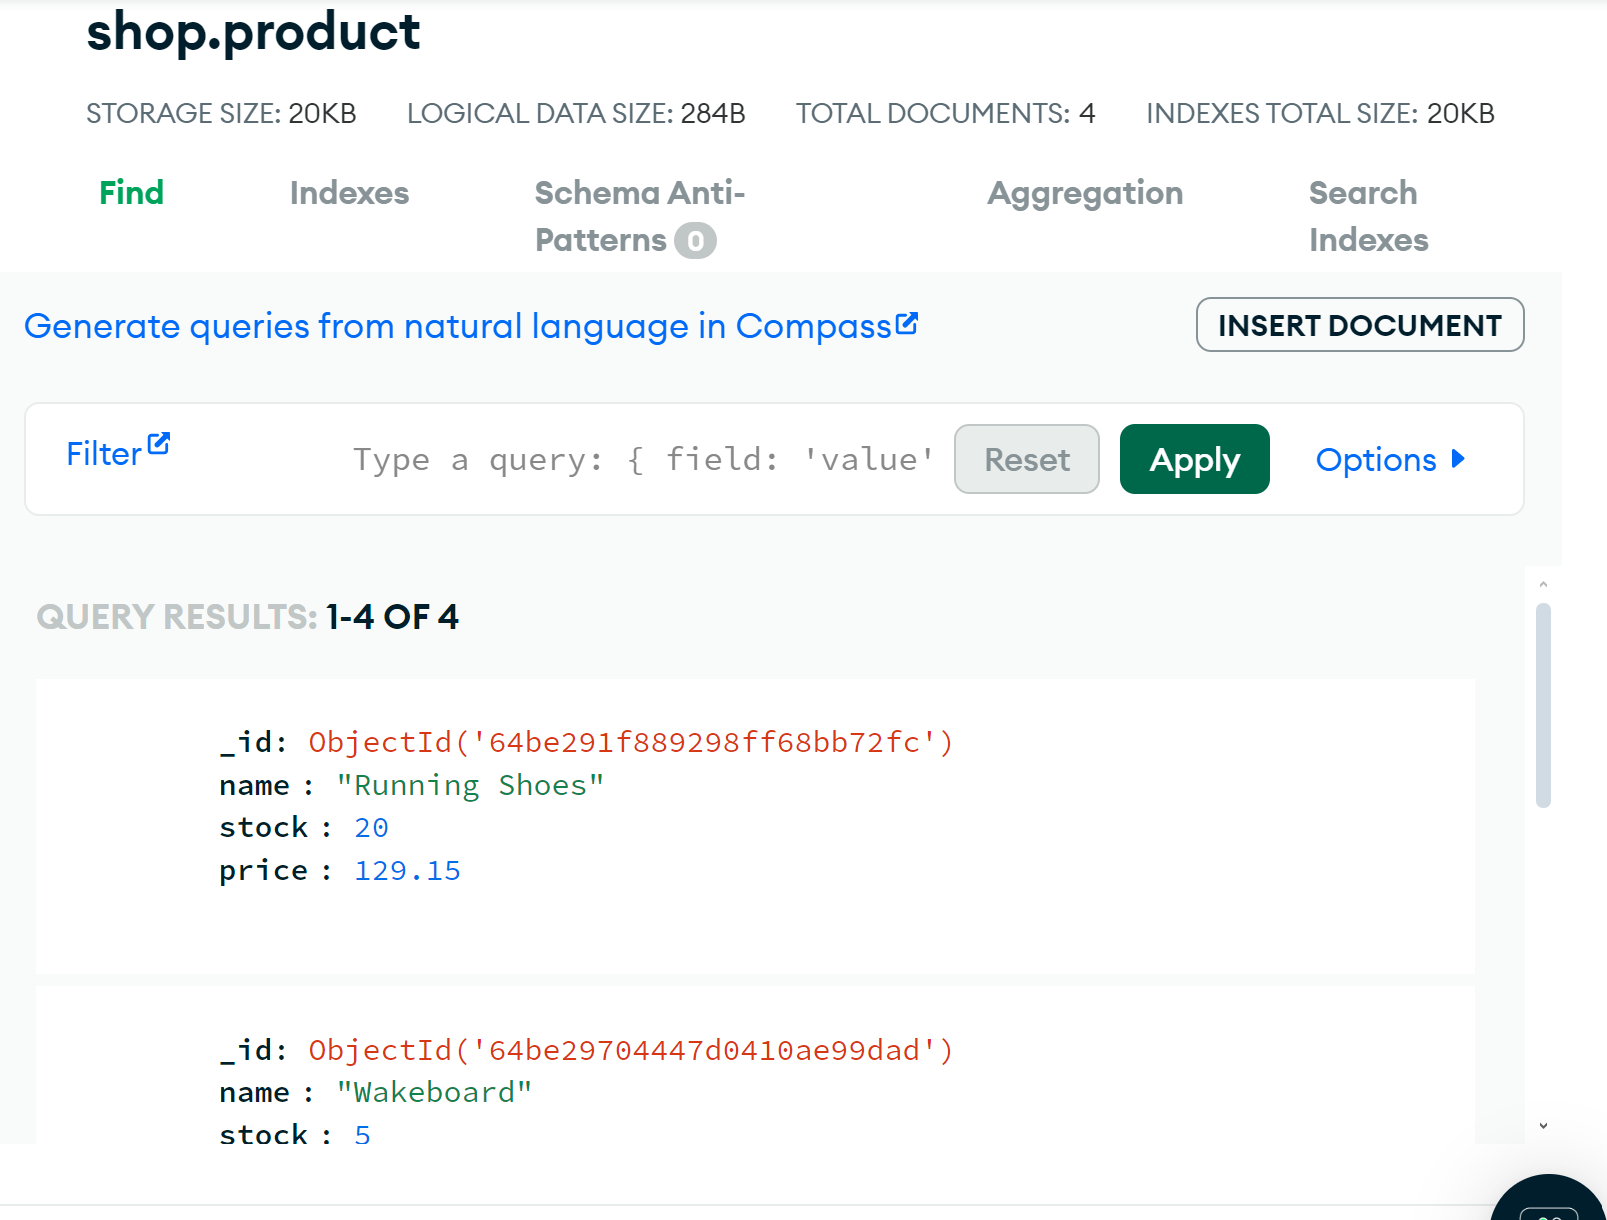 shop.product
STORAGE SIZE: 20KB LOGICAL DATA SIZE: 284B TOTAL DOCUMENTS: 4 INDEXES TOTAL SIZE: 20KB
Find Indexes Schema Anti-Patterns 0 Aggregation Search Indexes
Generate queries from natural language in Compass INSERT DOCUMENT
Filter Type a query: { field: 'value' Reset Apply Options
QUERY RESULTS: 1-4 OF 4
_id: ObjectId('64be291f889298ff68bb72fc')
name : "Running Shoes"
stock : 20
price : 129.15
_id: ObjectId('64be29704447d0410ae99dad')
name : "Wakeboard"
stock : 5